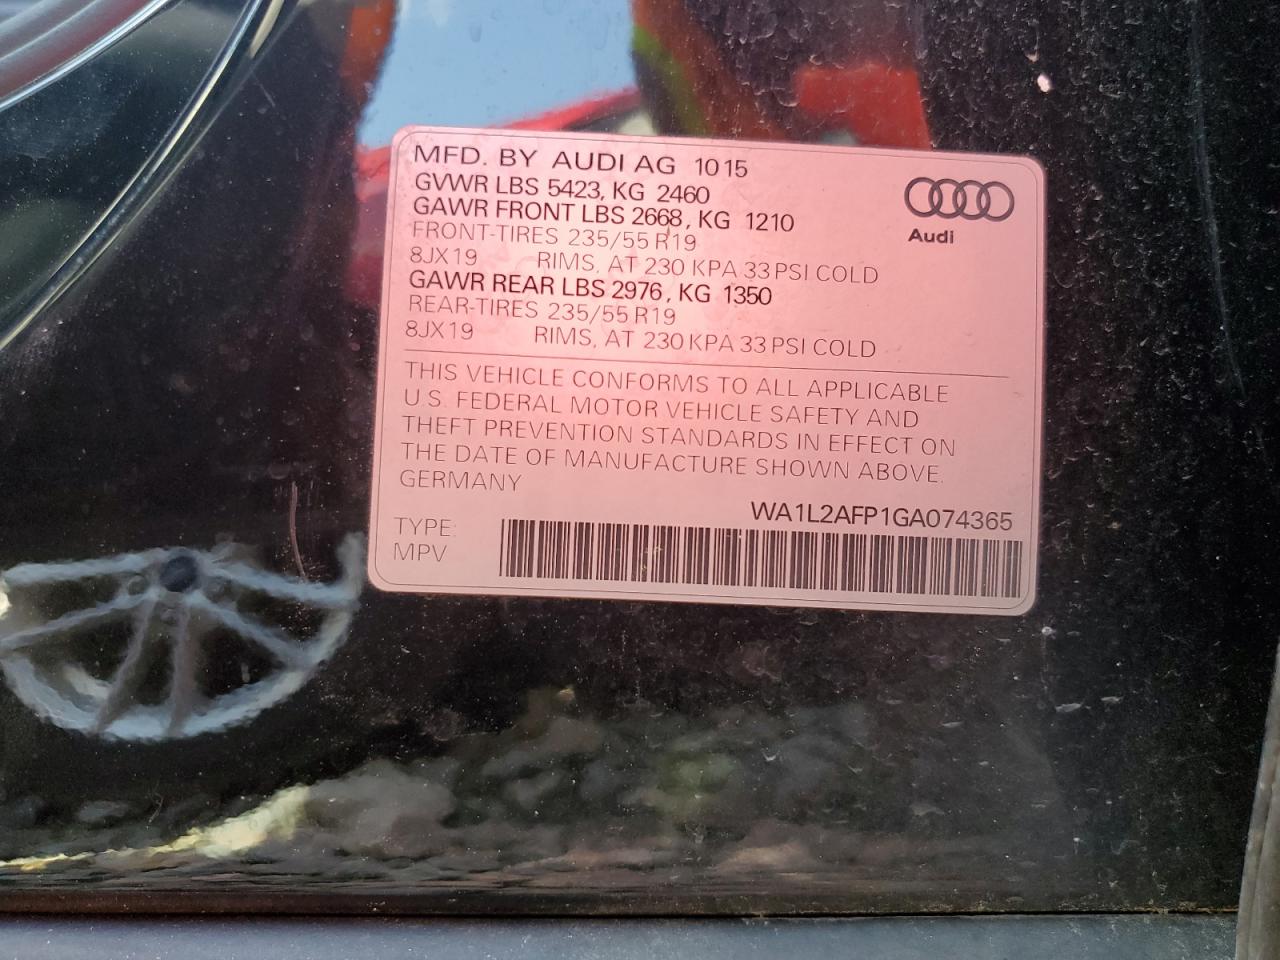 MFD. BY AUDI AG 10 15
GVWR LBS 5423, KG 2460
GAWR FRONT LBS 2668, KG 1210
FRONT-TIRES 235/55 R19
8JX19 RIMS, AT 230 KPA 33 PSI COLD
GAWR REAR LBS 2976, KG 1350
REAR-TIRES 235/55 R19
8JX19 RIMS, AT 230 KPA 33 PSI COLD
Audi
THIS VEHICLE CONFORMS TO ALL APPLICABLE
U.S. FEDERAL MOTOR VEHICLE SAFETY AND
THEFT PREVENTION STANDARDS IN EFFECT ON
THE DATE OF MANUFACTURE SHOWN ABOVE.
GERMANY
WA1L2AFP1GA074365
TYPE:
MPV